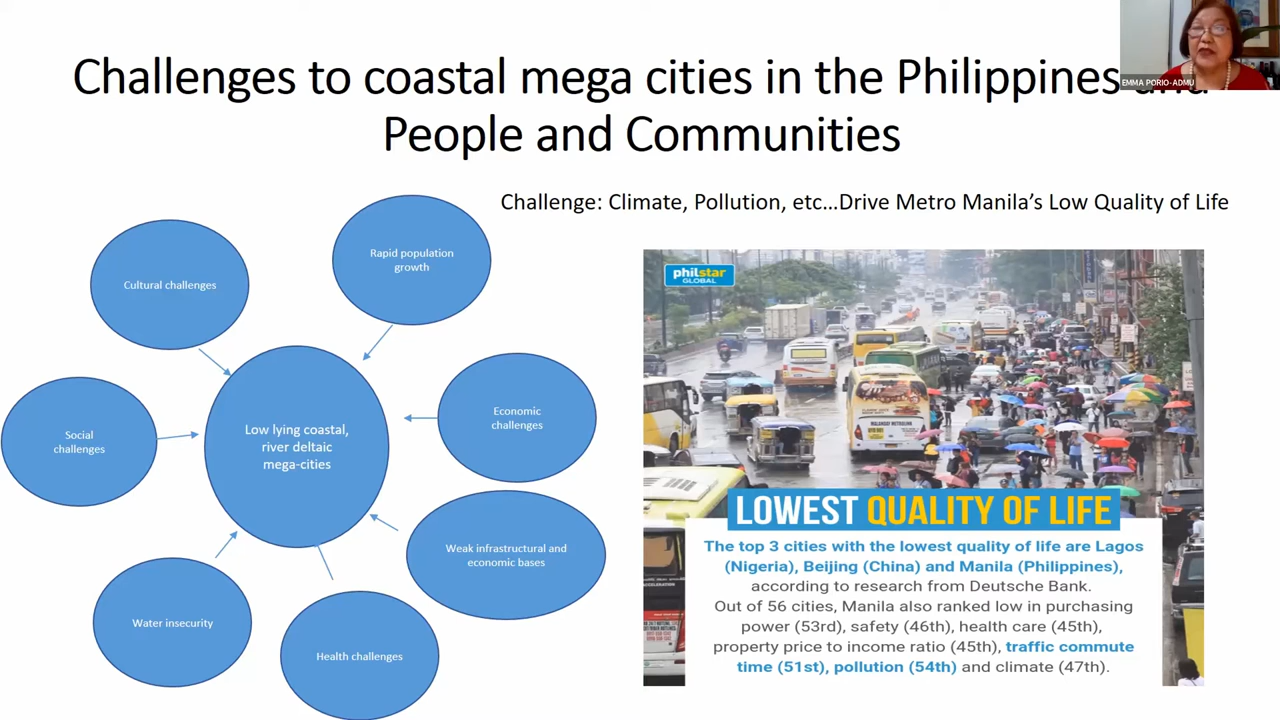 Challenges to coastal mega cities in the Philippines and
People and Communities
EMMA PORIO-ADMU
Challenge: Climate, Pollution, etc…Drive Metro Manila's Low Quality of Life
Cultural challenges
Rapid population
growth
Social
challenges
Low lying coastal,
river deltaic
mega-cities
Economic
challenges
Weak infrastructural and
economic bases
Water insecurity
Health challenges
philstar
GLOBAL
LOWEST QUALITY OF LIFE
The top 3 cities with the lowest quality of life are Lagos
(Nigeria), Beijing (China) and Manila (Philippines),
according to research from Deutsche Bank.
Out of 56 cities, Manila also ranked low in purchasing
power (53rd), safety (46th), health care (45th),
property price to income ratio (45th), traffic commute
time (51st), pollution (54th) and climate (47th).